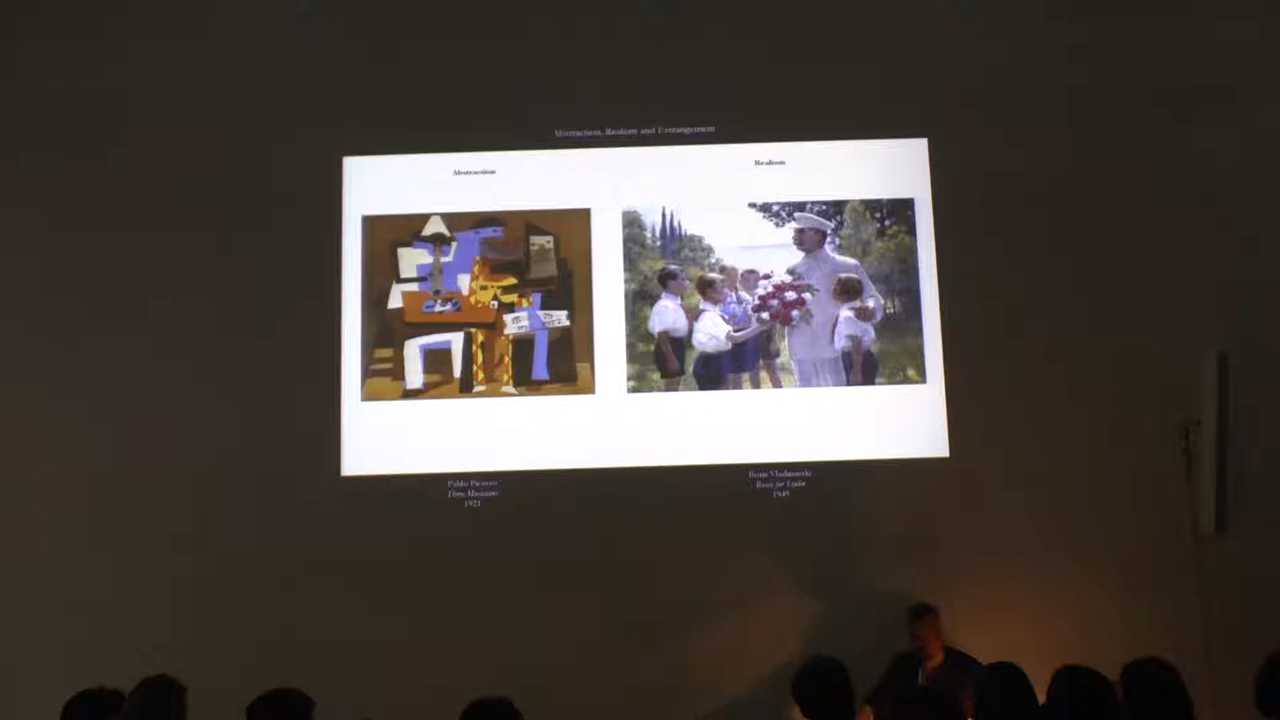 Abstraction, Realism and Estrangement
Abstraction
Realism
Pablo Picasso
Three Musicians
1921
Boris Vladimirski
Roses for Stalin
1949